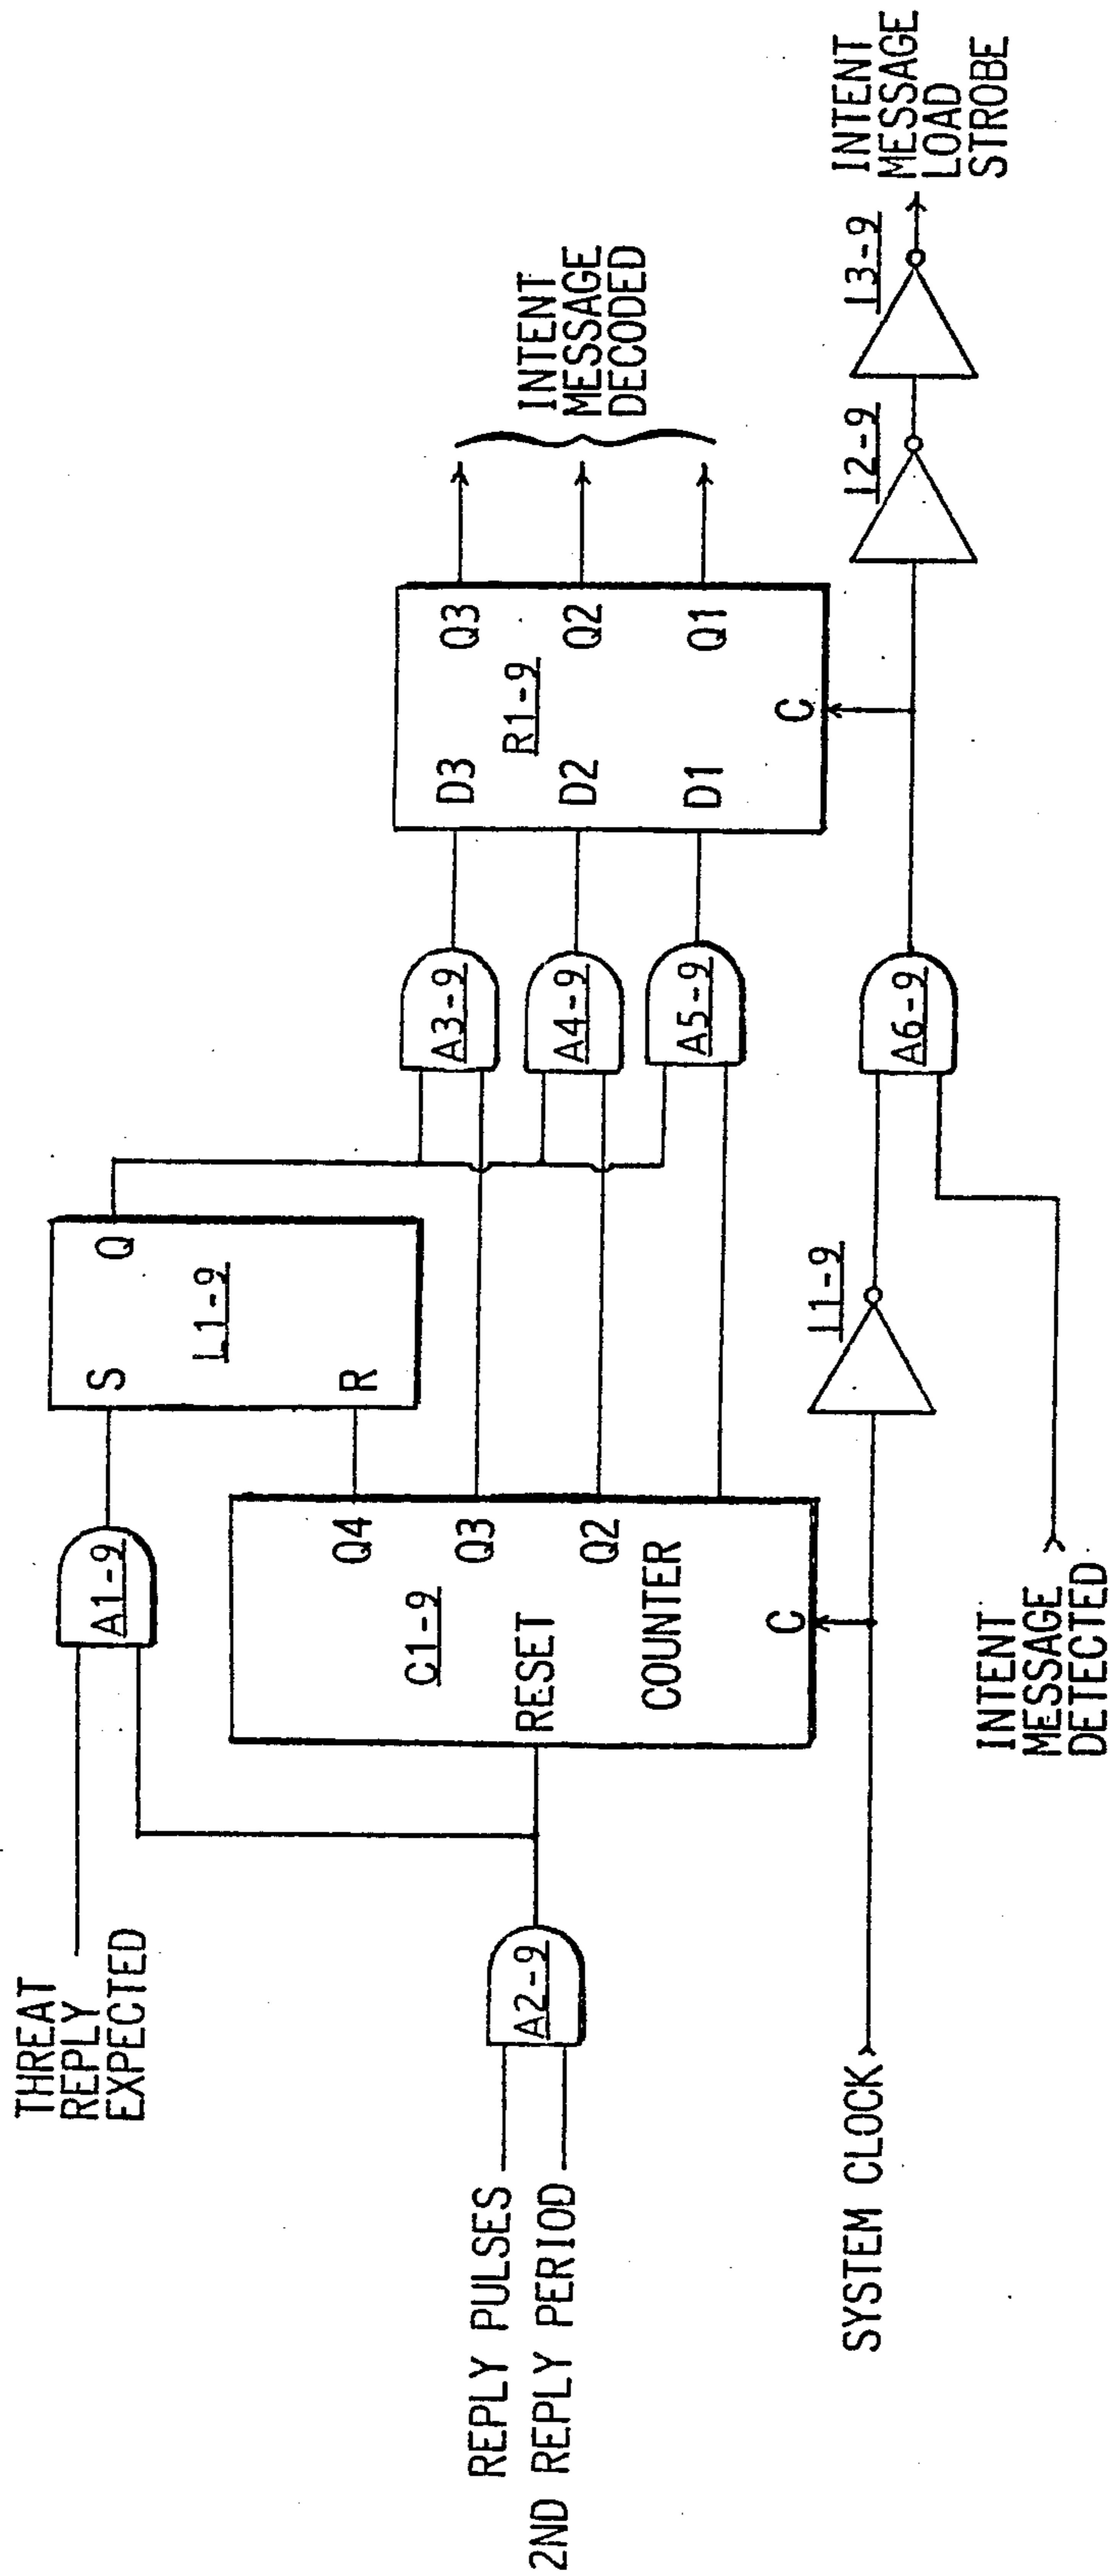 THREAT
REPLY
EXPECTED
A1-9
S
Q
L1-9
R
REPLY PULSES
2ND REPLY PERIOD
A2-9
C1-9
Q4
Q3
Q2
RESET
COUNTER
C
A3-9
A4-9
A5-9
D3
D2
D1
R1-9
Q3
Q2
Q1
C
INTENT
MESSAGE
DECODED
SYSTEM CLOCK
I1-9
INTENT
MESSAGE
DETECTED
A6-9
I2-9
I3-9
INTENT
MESSAGE
LOAD
STROBE